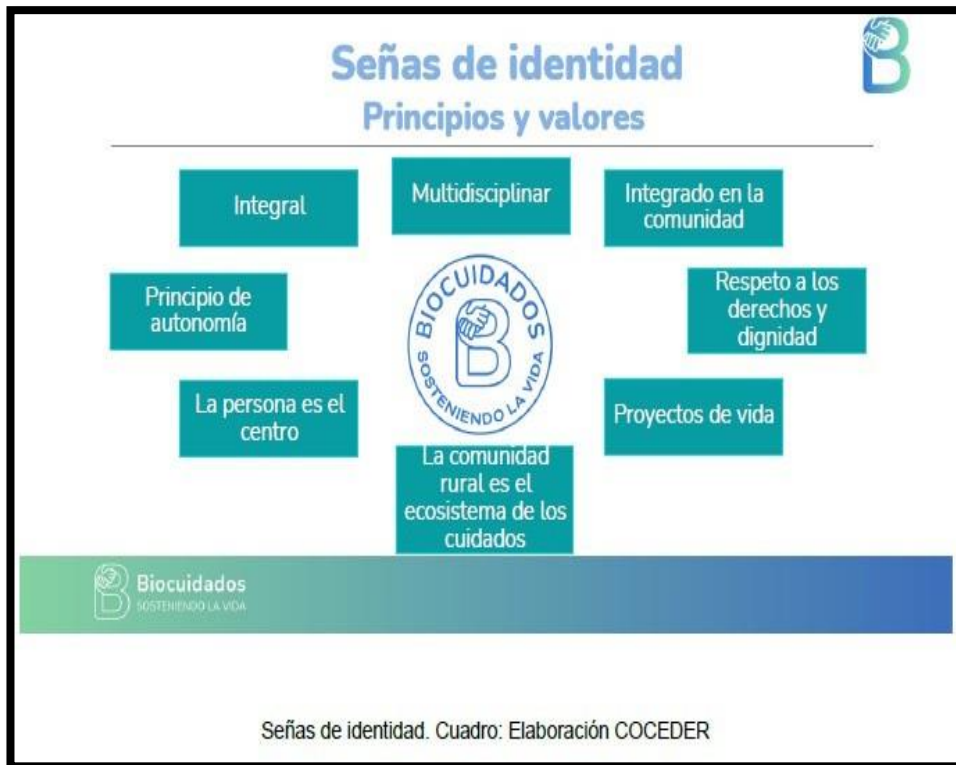 Señas de identidad
Principios y valores
Integral
Multidisciplinar
Integrado en la
comunidad
Principio de
autonomía
Respeto a los
derechos y
dignidad
BIOCUIDADOS
SOSTENIENDO LA VIDA
La persona es el
centro
Proyectos de vida
La comunidad
rural es el
ecosistema de los
cuidados
Biocuidados
SOSTENIENDO LA VIDA
Señas de identidad. Cuadro: Elaboración COCEDER